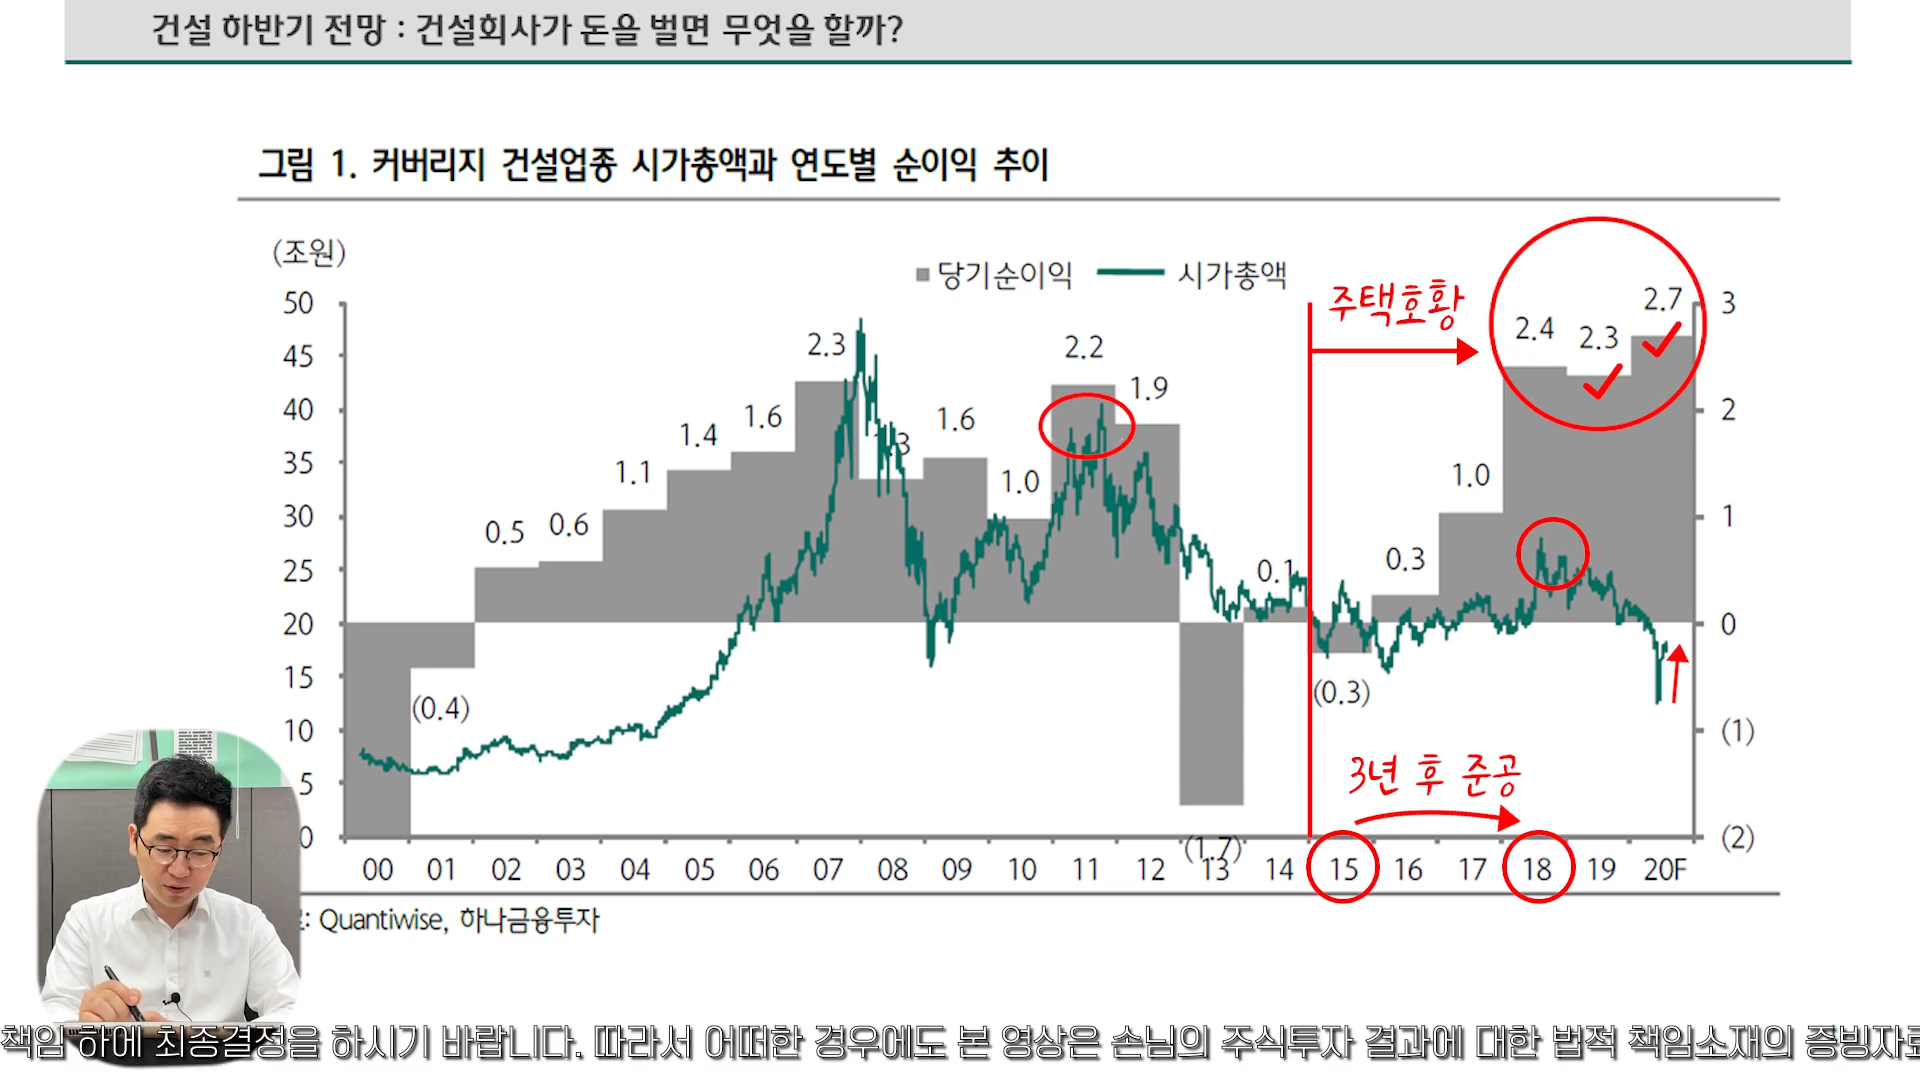 건설 하반기 전망 : 건설회사가 돈을 벌면 무엇을 할까?
그림 1. 커버리지 건설업종 시가총액과 연도별 순이익 추이
(조원)
당기순이익 시가총액
주택호황
50 45 40 35 30 25 20 15 10 5 0
(0.4) 0.5 0.6 1.1 1.4 1.6 2.3 1.6 1.0 2.2 1.9 (1.7) 0.1 (0.3) 0.3 1.0 2.4 2.3 2.7
3 2 1 0 (1) (2)
3년 후 준공
00 01 02 03 04 05 06 07 08 09 10 11 12 13 14 15 16 17 18 19 20F
: Quantiwise, 하나금융투자
책임 하에 최종결정을 하시기 바랍니다. 따라서 어떠한 경우에도 본 영상은 손님의 주식투자 결과에 대한 법적 책임소재의 증빙자료